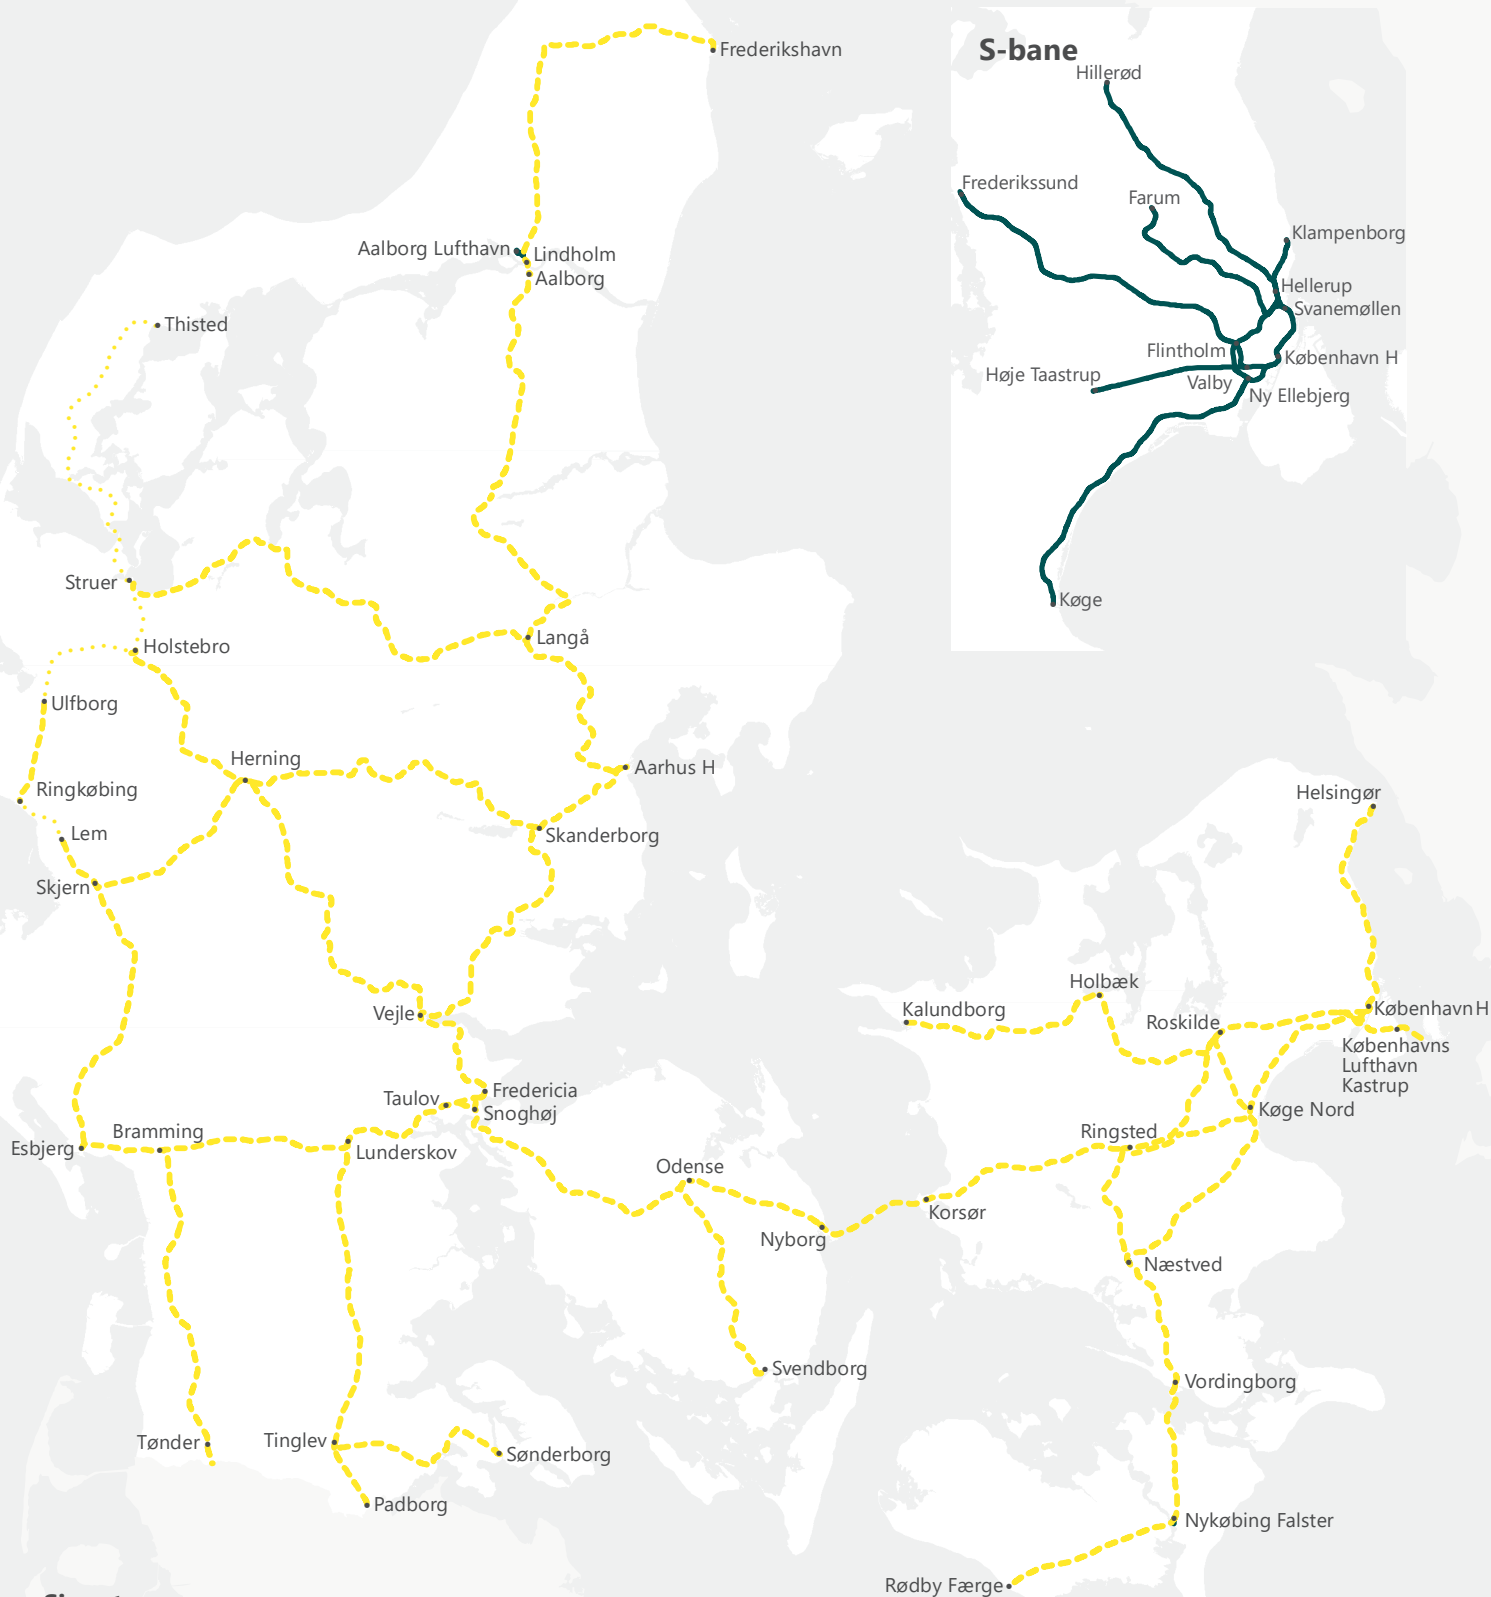 Frederikshavn
S-bane
Hillerød
Frederikssund
Farum
Klampenborg
Aalborg Lufthavn
Lindholm
Aalborg
Hellerup
Svanemøllen
Thisted
Flintholm
København H
Høje Taastrup
Valby
Ny Ellebjerg
Struer
Køge
Langå
Holstebro
Ulfborg
Herning
Aarhus H
Ringkøbing
Helsingør
Lem
Skanderborg
Skjern
Holbæk
Kalundborg
København H
Vejle
Roskilde
Københavns
Lufthavn
Kastrup
Taulov
Fredericia
Snoghøj
Køge Nord
Bramming
Ringsted
Esbjerg
Lunderskov
Odense
Korsør
Nyborg
Næstved
Svendborg
Vordingborg
Tønder
Tinglev
Sønderborg
Padborg
Nykøbing Falster
Rødby Færge